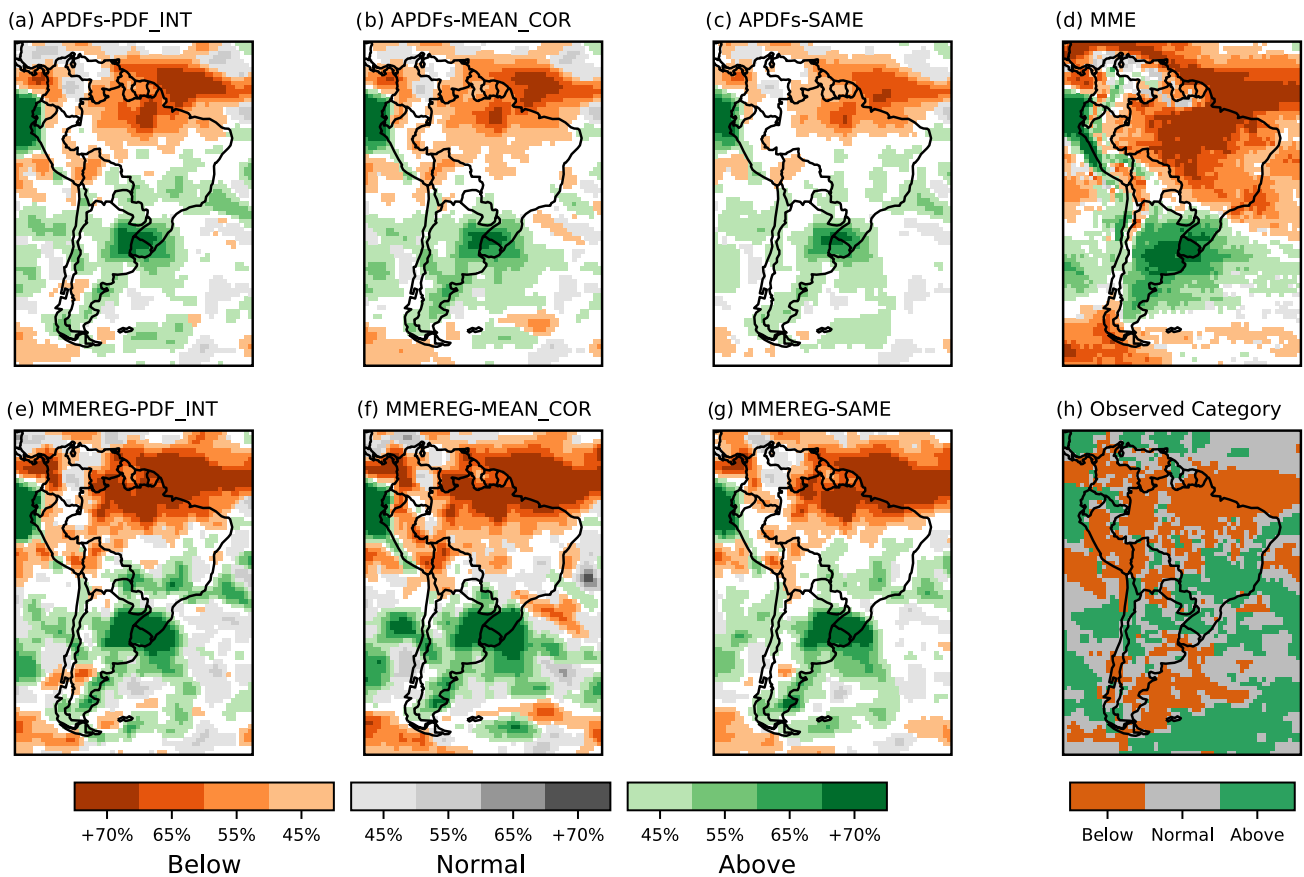 (a) APDFs-PDF_INT
(b) APDFs-MEAN_COR
(c) APDFs-SAME
(d) MME
(e) MMEREG-PDF_INT
(f) MMEREG-MEAN_COR
(g) MMEREG-SAME
(h) Observed Category
+70% 65% 55% 45%
45% 55% 65% +70%
45% 55% 65% +70%
Below Normal Above
Below
Normal
Above